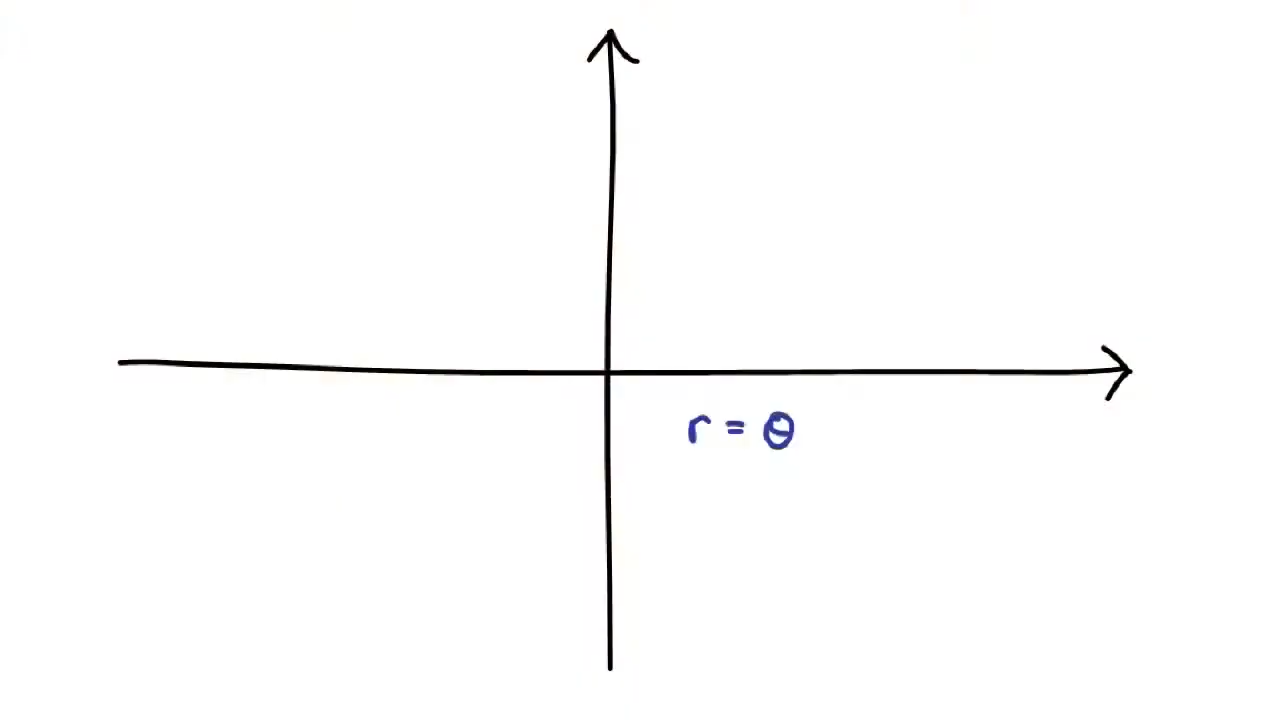 r = θ